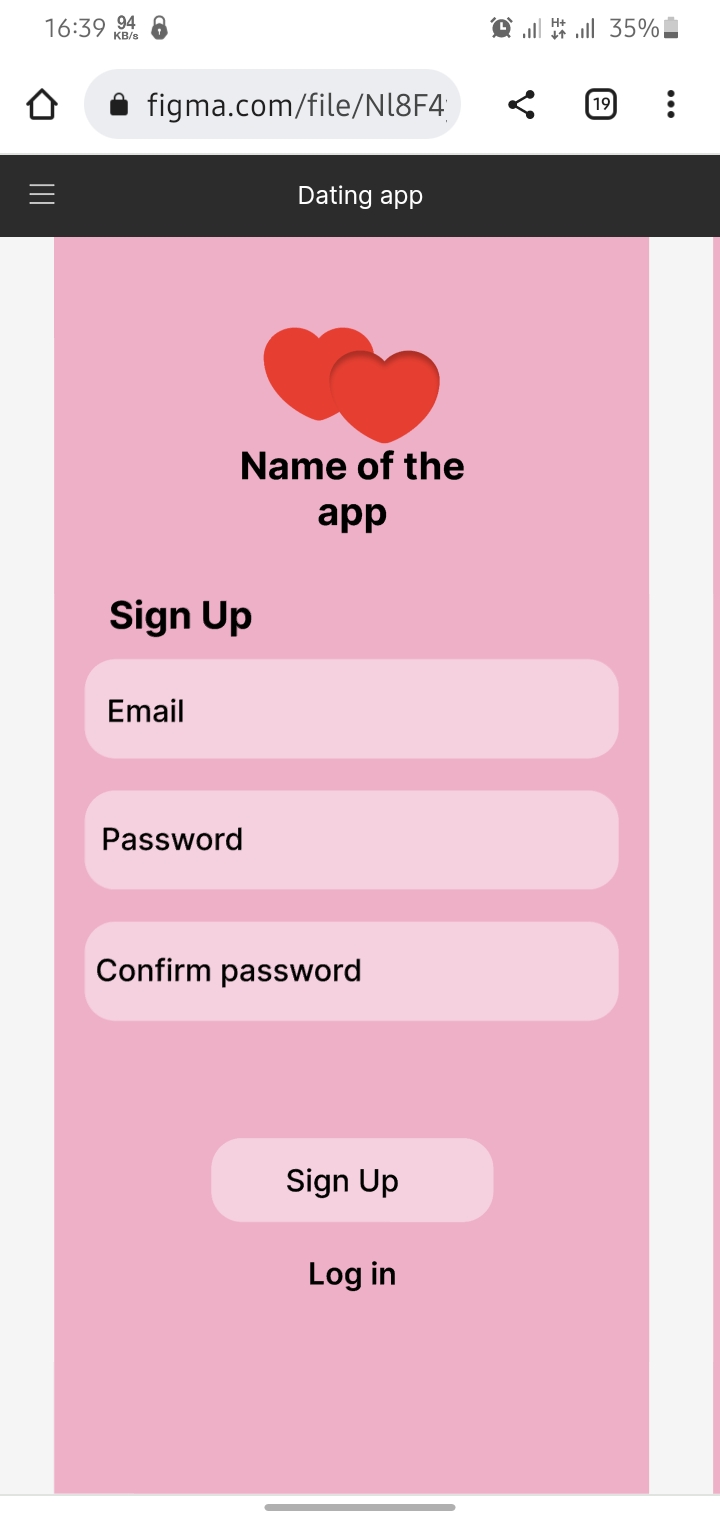 16:39 94 KB/s H+ 35%
figma.com/file/Nl8F4 19
Dating app
Name of the
app
Sign Up
Email
Password
Confirm password
Sign Up
Log in